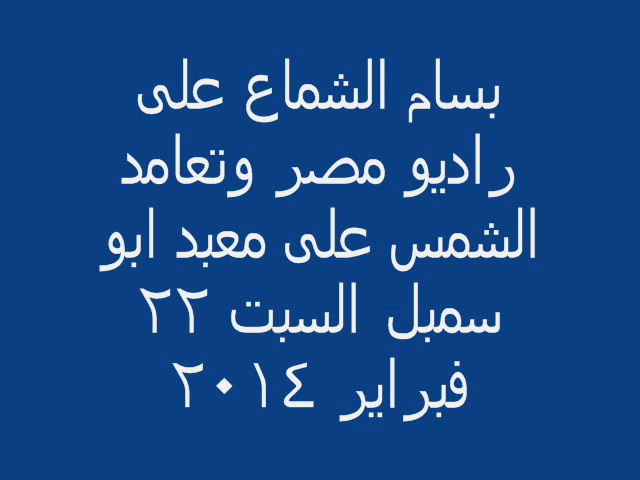 بسام الشماع على
راديو مصر وتعامد
الشمس على معبد ابو
سمبل السبت ٢٢
فبراير ٢٠١٤